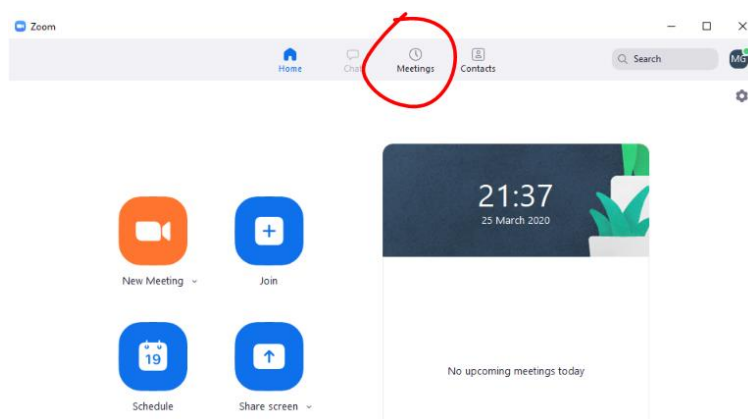 Zoom
Home
Chat
Meetings
Contacts
Search
MG
21:37
25 March 2020
New Meeting
Join
19
Schedule
Share screen
No upcoming meetings today